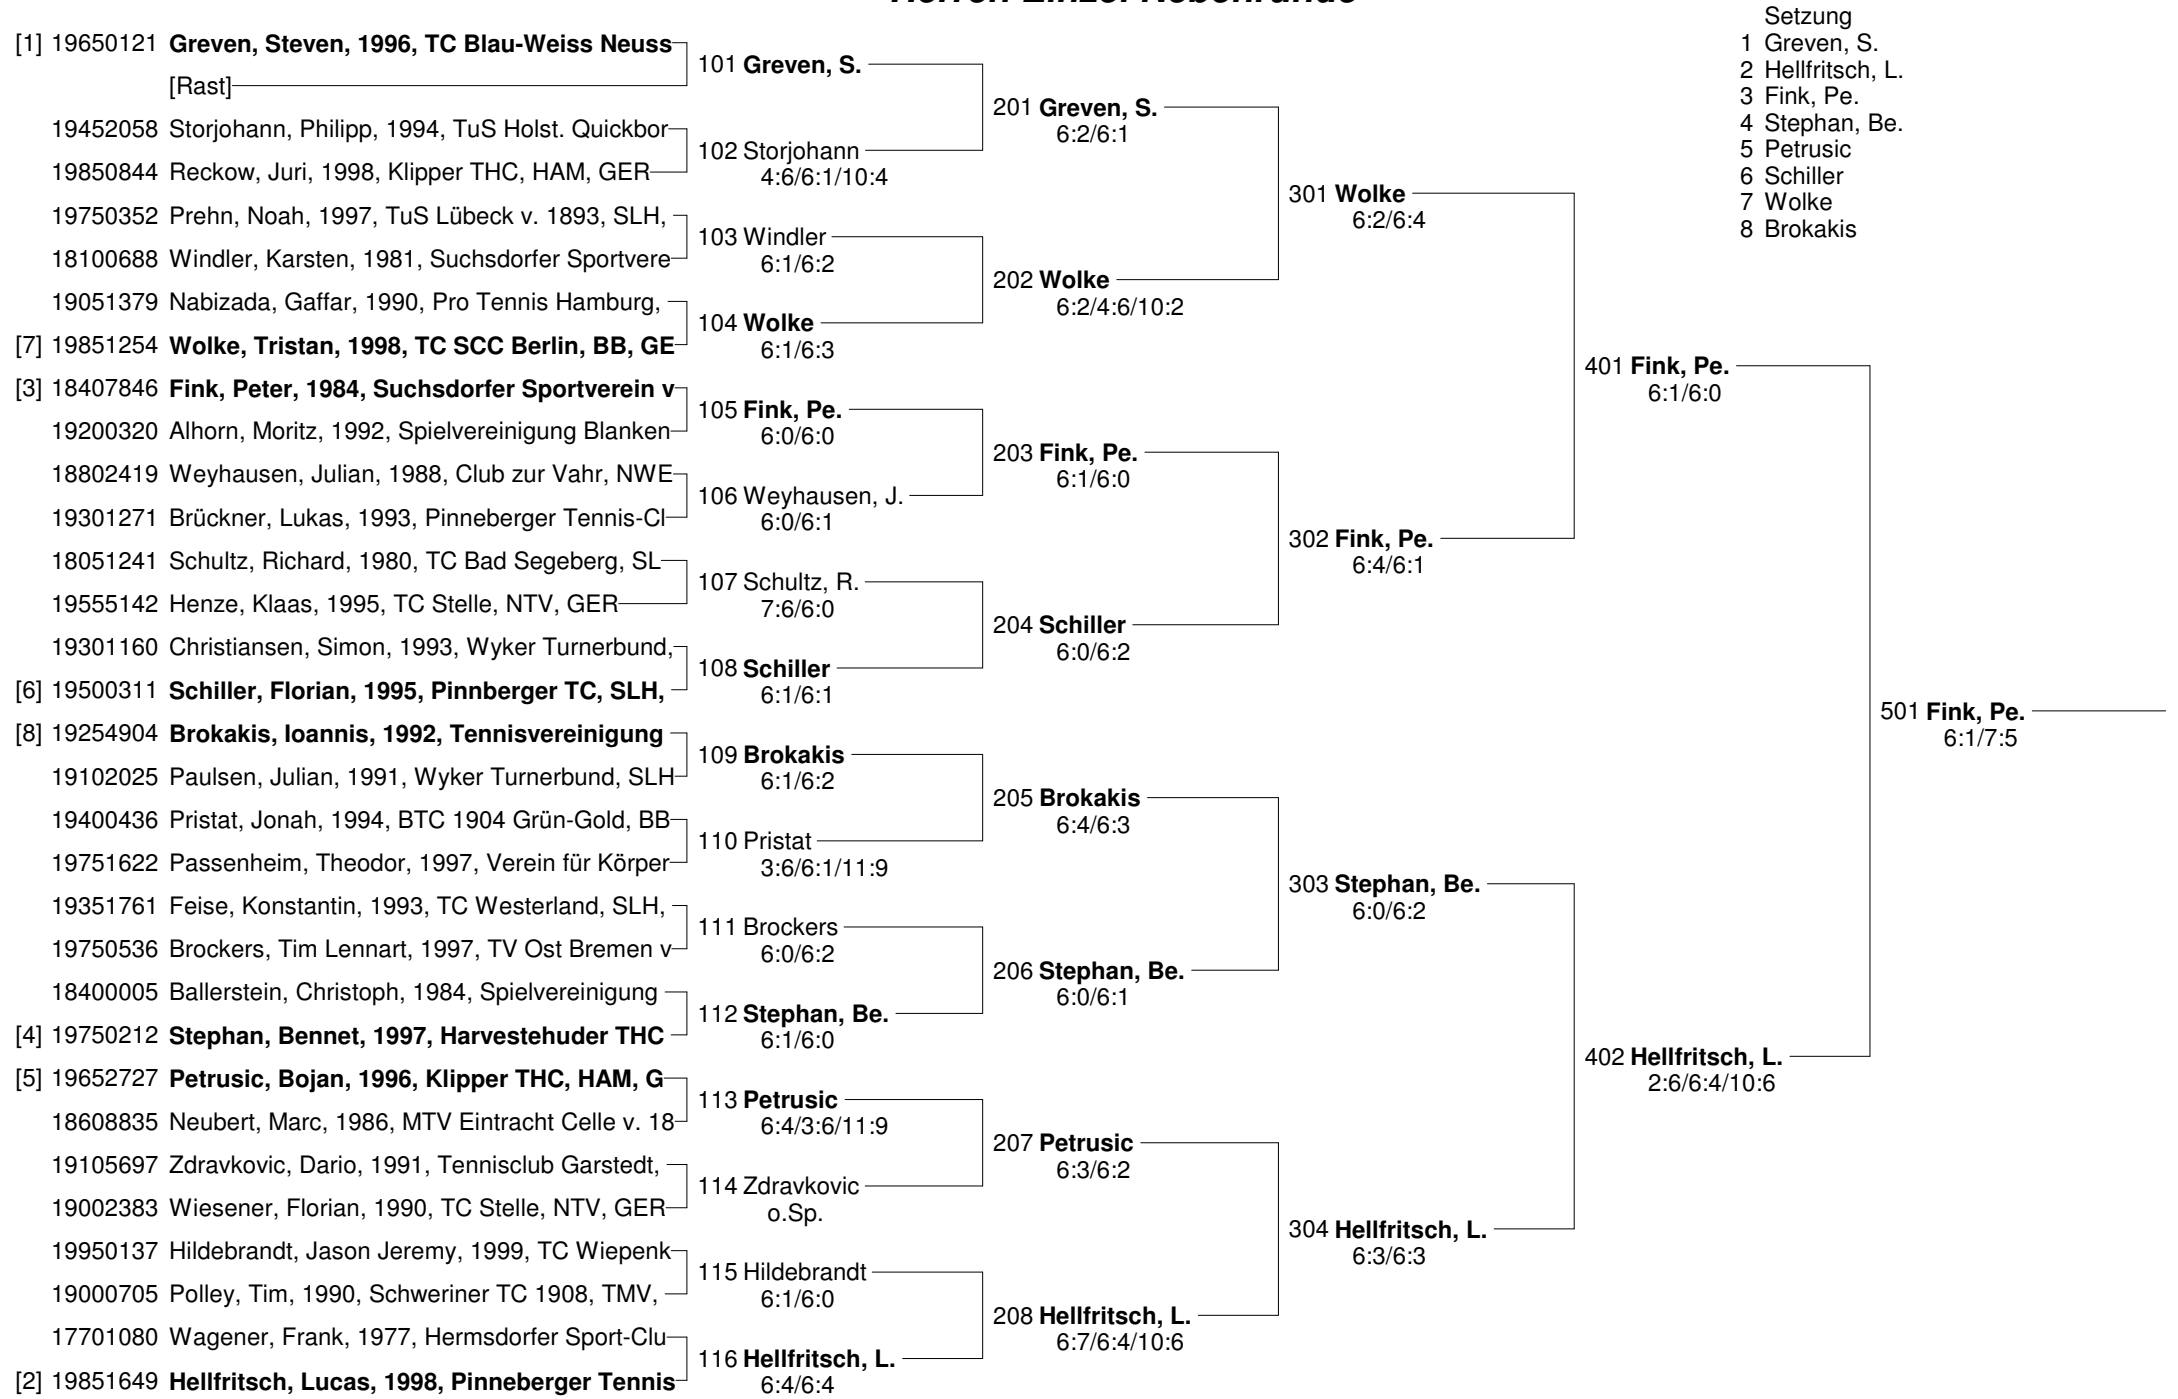 Herren-Einzel Nebenrunde
Setzung
1 Greven, S.
2 Hellfritsch, L.
3 Fink, Pe.
4 Stephan, Be.
5 Petrusic
6 Schiller
7 Wolke
8 Brokakis
[1] 19650121 Greven, Steven, 1996, TC Blau-Weiss Neuss
[Rast]
19452058 Storjohann, Philipp, 1994, TuS Holst. Quickbor
19850844 Reckow, Juri, 1998, Klipper THC, HAM, GER
19750352 Prehn, Noah, 1997, TuS Lübeck v. 1893, SLH,
18100688 Windler, Karsten, 1981, Suchsdorfer Sportvere
19051379 Nabizada, Gaffar, 1990, Pro Tennis Hamburg,
[7] 19851254 Wolke, Tristan, 1998, TC SCC Berlin, BB, GE
[3] 18407846 Fink, Peter, 1984, Suchsdorfer Sportverein v
19200320 Alhorn, Moritz, 1992, Spielvereinigung Blanken
18802419 Weyhausen, Julian, 1988, Club zur Vahr, NWE
19301271 Brückner, Lukas, 1993, Pinneberger Tennis-Cl
18051241 Schultz, Richard, 1980, TC Bad Segeberg, SL
19555142 Henze, Klaas, 1995, TC Stelle, NTV, GER
19301160 Christiansen, Simon, 1993, Wyker Turnerbund,
[6] 19500311 Schiller, Florian, 1995, Pinnberger TC, SLH,
[8] 19254904 Brokakis, Ioannis, 1992, Tennisvereinigung
19102025 Paulsen, Julian, 1991, Wyker Turnerbund, SLH
19400436 Pristat, Jonah, 1994, BTC 1904 Grün-Gold, BB
19751622 Passenheim, Theodor, 1997, Verein für Körper
19351761 Feise, Konstantin, 1993, TC Westerland, SLH,
19750536 Brockers, Tim Lennart, 1997, TV Ost Bremen v
18400005 Ballerstein, Christoph, 1984, Spielvereinigung
[4] 19750212 Stephan, Bennet, 1997, Harvestehuder THC
[5] 19652727 Petrusic, Bojan, 1996, Klipper THC, HAM, G
18608835 Neubert, Marc, 1986, MTV Eintracht Celle v. 18
19105697 Zdravkovic, Dario, 1991, Tennisclub Garstedt,
19002383 Wiesener, Florian, 1990, TC Stelle, NTV, GER
19950137 Hildebrandt, Jason Jeremy, 1999, TC Wiepenk
19000705 Polley, Tim, 1990, Schweriner TC 1908, TMV,
17701080 Wagener, Frank, 1977, Hermsdorfer Sport-Clu
[2] 19851649 Hellfritsch, Lucas, 1998, Pinneberger Tennis
101 Greven, S.
102 Storjohann
4:6/6:1/10:4
103 Windler
6:1/6:2
104 Wolke
6:1/6:3
105 Fink, Pe.
6:0/6:0
106 Weyhausen, J.
6:0/6:1
107 Schultz, R.
7:6/6:0
108 Schiller
6:1/6:1
109 Brokakis
6:1/6:2
110 Pristat
3:6/6:1/11:9
111 Brockers
6:0/6:2
112 Stephan, Be.
6:1/6:0
113 Petrusic
6:4/3:6/11:9
114 Zdravkovic
o.Sp.
115 Hildebrandt
6:1/6:0
116 Hellfritsch, L.
6:4/6:4
201 Greven, S.
6:2/6:1
202 Wolke
6:2/4:6/10:2
203 Fink, Pe.
6:1/6:0
204 Schiller
6:0/6:2
205 Brokakis
6:4/6:3
206 Stephan, Be.
6:0/6:1
207 Petrusic
6:3/6:2
208 Hellfritsch, L.
6:7/6:4/10:6
301 Wolke
6:2/6:4
302 Fink, Pe.
6:4/6:1
303 Stephan, Be.
6:0/6:2
304 Hellfritsch, L.
6:3/6:3
401 Fink, Pe.
6:1/6:0
402 Hellfritsch, L.
2:6/6:4/10:6
501 Fink, Pe.
6:1/7:5